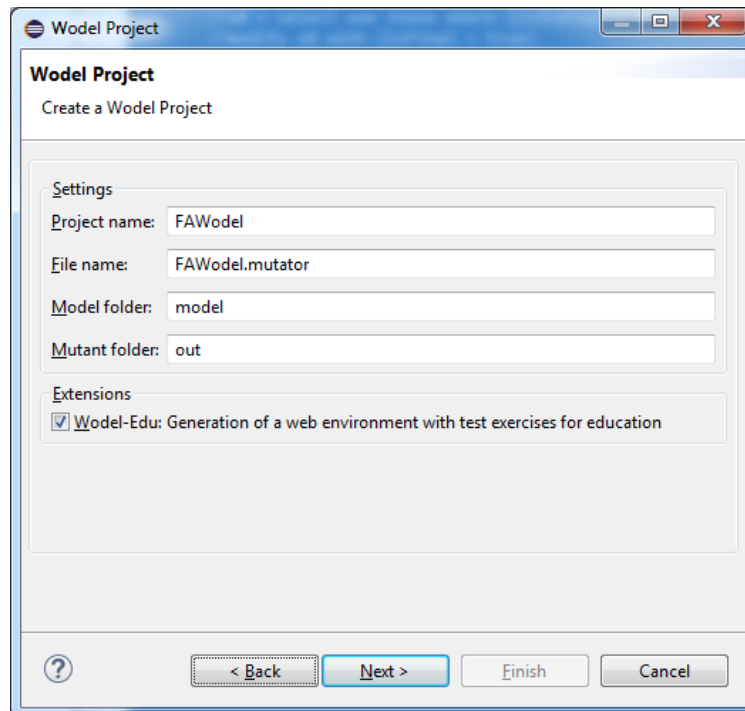 Wodel Project
Wodel Project
Create a Wodel Project
Settings
Project name: FAWodel
File name: FAWodel.mutator
Model folder: model
Mutant folder: out
Extensions
Wodel-Edu: Generation of a web environment with test exercises for education
? < Back Next > Finish Cancel